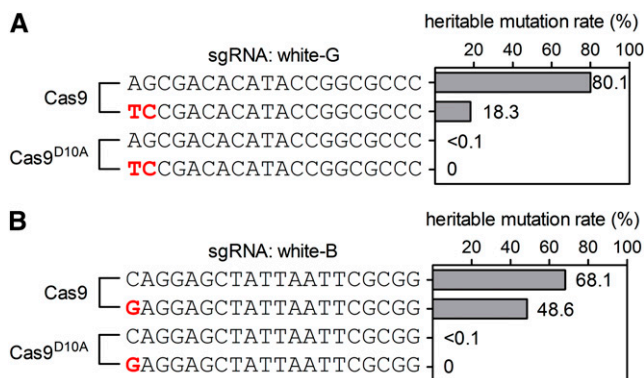 A
heritable mutation rate (%)
sgRNA: white-G
20 40 60 80 100
Cas9
AGCGACACATACCGGCGCCC 80.1
TCCGACACATACCGGCGCCC 18.3
Cas9D10A
AGCGACACATACCGGCGCCC <0.1
TCCGACACATACCGGCGCCC 0
B
heritable mutation rate (%)
sgRNA: white-B
20 40 60 80 100
Cas9
CAGGAGCTATTAATTCGCGG 68.1
GAGGAGCTATTAATTCGCGG 48.6
Cas9D10A
CAGGAGCTATTAATTCGCGG <0.1
GAGGAGCTATTAATTCGCGG 0